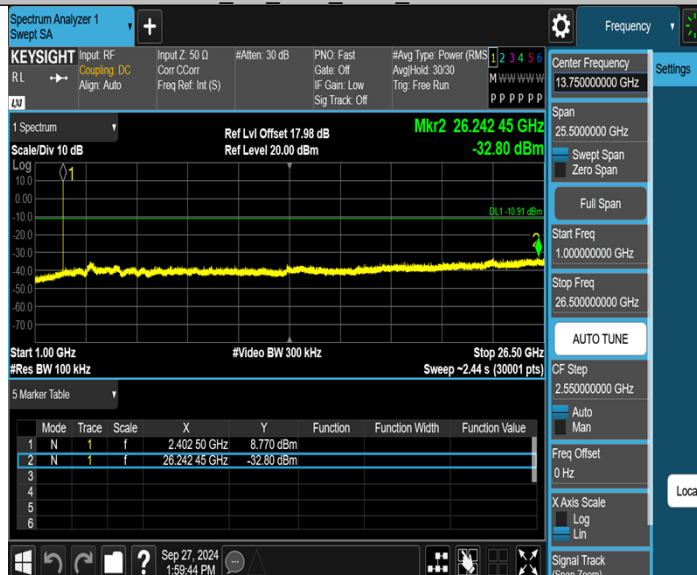 Spectrum Analyzer 1
Swept SA
Frequency
KEYSIGHT
RL
LXI
Input: RF
Coupling: DC
Align: Auto
Input Z: 50 Ω
Corr CCorr
Freq Ref: Int (S)
#Atten: 30 dB
PNO: Fast
Gate: Off
IF Gain: Low
Sig Track: Off
#Avg Type: Power (RMS
Avg|Hold: 30/30
Trig: Free Run
1 2 3 4 5 6
M W W W W W
P P P P P P
1 Spectrum
Scale/Div 10 dB
Ref Lvl Offset 17.98 dB
Ref Level 20.00 dBm
Mkr2 26.242 45 GHz
-32.80 dBm
Log
10.0
0.00
-10.0
-20.0
-30.0
-40.0
-50.0
-60.0
-70.0
1
DL1 -10.91 dBm
2
Start 1.00 GHz
#Res BW 100 kHz
#Video BW 300 kHz
Stop 26.50 GHz
Sweep ~2.44 s (30001 pts)
5 Marker Table
Mode Trace Scale X Y Function Function Width Function Value
1 N 1 f 2.402 50 GHz 8.770 dBm
2 N 1 f 26.242 45 GHz -32.80 dBm
3
4
5
6
?
Sep 27, 2024
1:59:44 PM
Center Frequency
13.750000000 GHz
Settings
Span
25.5000000 GHz
Swept Span
Zero Span
Full Span
Start Freq
1.000000000 GHz
Stop Freq
26.500000000 GHz
AUTO TUNE
CF Step
2.550000000 GHz
Auto
Man
Freq Offset
0 Hz
Loca
X Axis Scale
Log
Lin
Signal Track
(Span Zoom)